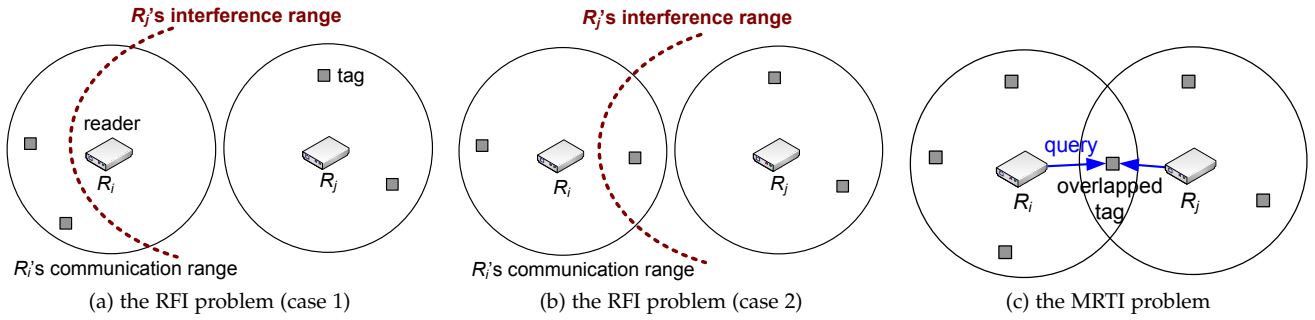 Rj's interference range
tag
reader
Ri
Rj
Ri's communication range
(a) the RFI problem (case 1)
Rj's interference range
Ri
Rj
Ri's communication range
(b) the RFI problem (case 2)
query
Ri
overlapped
tag
Rj
(c) the MRTI problem